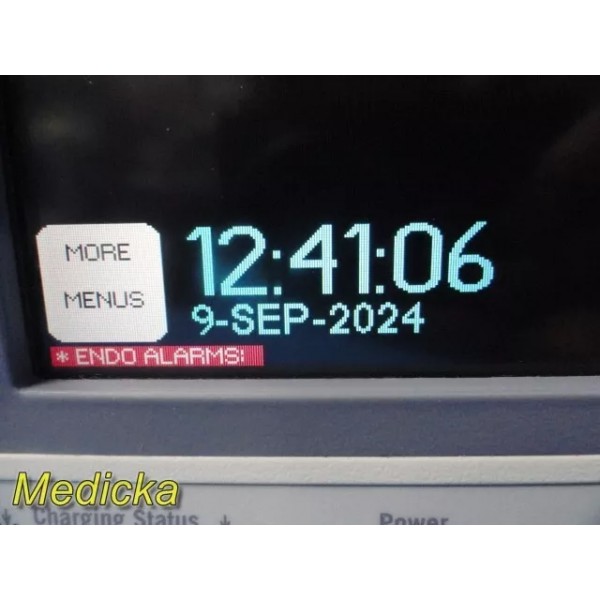 MORE
MENUS
12:41:06
9-SEP-2024
* ENDO ALARMS:
Medicka
Charging Status
Power